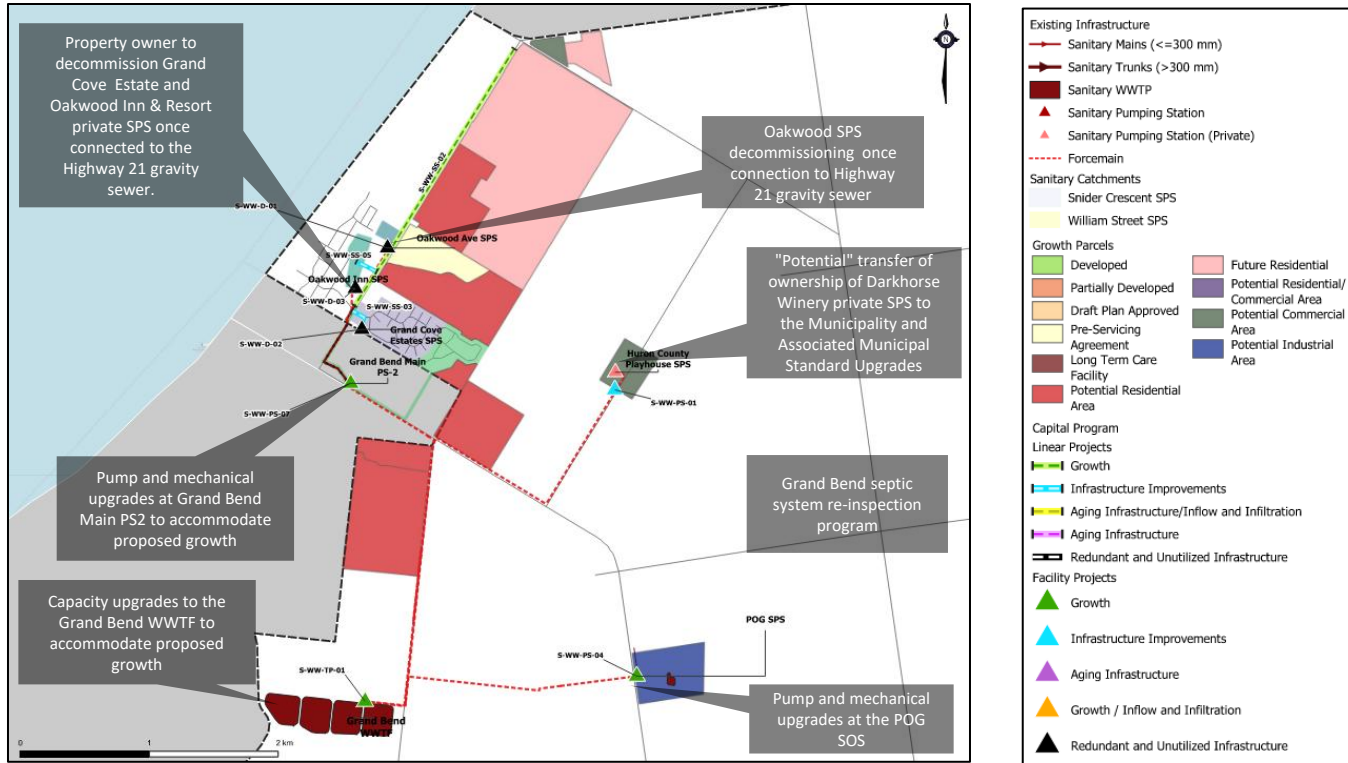 Property owner to
decommission Grand
Cove Estate and
Oakwood Inn & Resort
private SPS once
connected to the
Highway 21 gravity
sewer.
N
Oakwood SPS
decommissioning once
connection to Highway
21 gravity sewer
S-WW-SS-02
S-WW-D-01
Oakwood Ave SPS
S-WW-SS-05
Oakwood Inn SPS
S-WW-D-03
S-WW-SS-03
Grand Cove
Estates SPS
S-WW-D-02
Grand Bend Main
PS-2
S-WW-PS-07
"Potential" transfer of
ownership of Darkhorse
Winery private SPS to
the Municipality and
Associated Municipal
Standard Upgrades
Huron County
Playhouse SPS
S-WW-PS-01
Pump and mechanical
upgrades at Grand Bend
Main PS2 to accommodate
proposed growth
Grand Bend septic
system re-inspection
program
Capacity upgrades to the
Grand Bend WWTF to
accommodate proposed
growth
S-WW-TP-01
Grand Bend
WWTF
POG SPS
S-WW-PS-04
Pump and mechanical
upgrades at the POG
SOS
0 1 2 km
Existing Infrastructure
Sanitary Mains (<=300 mm)
Sanitary Trunks (>300 mm)
Sanitary WWTP
Sanitary Pumping Station
Sanitary Pumping Station (Private)
Forcemain
Sanitary Catchments
Snider Crescent SPS
William Street SPS
Growth Parcels
Developed
Partially Developed
Draft Plan Approved
Pre-Servicing
Agreement
Long Term Care
Facility
Potential Residential
Area
Future Residential
Potential Residential/
Commercial Area
Potential Commercial
Area
Potential Industrial
Area
Capital Program
Linear Projects
Growth
Infrastructure Improvements
Aging Infrastructure/Inflow and Infiltration
Aging Infrastructure
Redundant and Unutilized Infrastructure
Facility Projects
Growth
Infrastructure Improvements
Aging Infrastructure
Growth / Inflow and Infiltration
Redundant and Unutilized Infrastructure